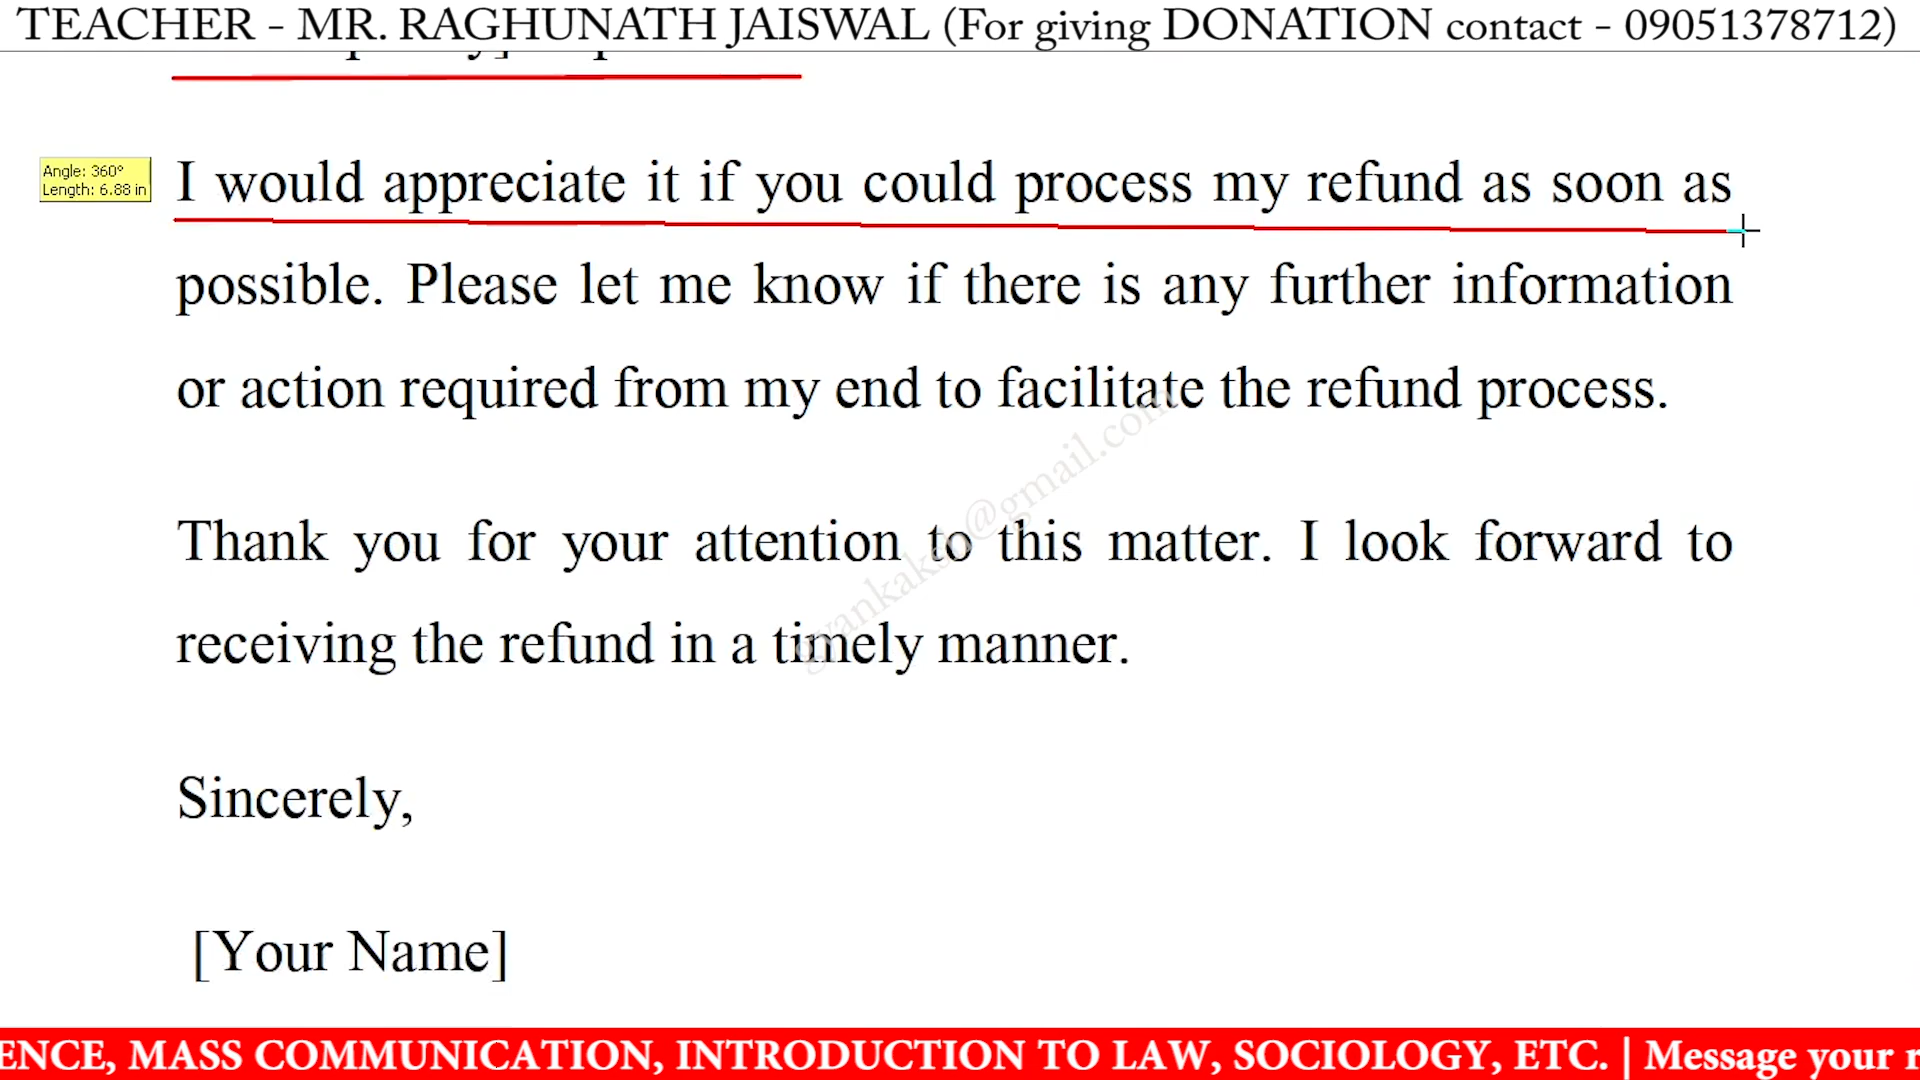 TEACHER - MR. RAGHUNATH JAISWAL (For giving DONATION contact - 09051378712)
Angle: 360°
Length: 6.88 in
I would appreciate it if you could process my refund as soon as
possible. Please let me know if there is any further information
or action required from my end to facilitate the refund process.
Thank you for your attention to this matter. I look forward to
receiving the refund in a timely manner.
Sincerely,
[Your Name]
ENCE, MASS COMMUNICATION, INTRODUCTION TO LAW, SOCIOLOGY, ETC. | Message your